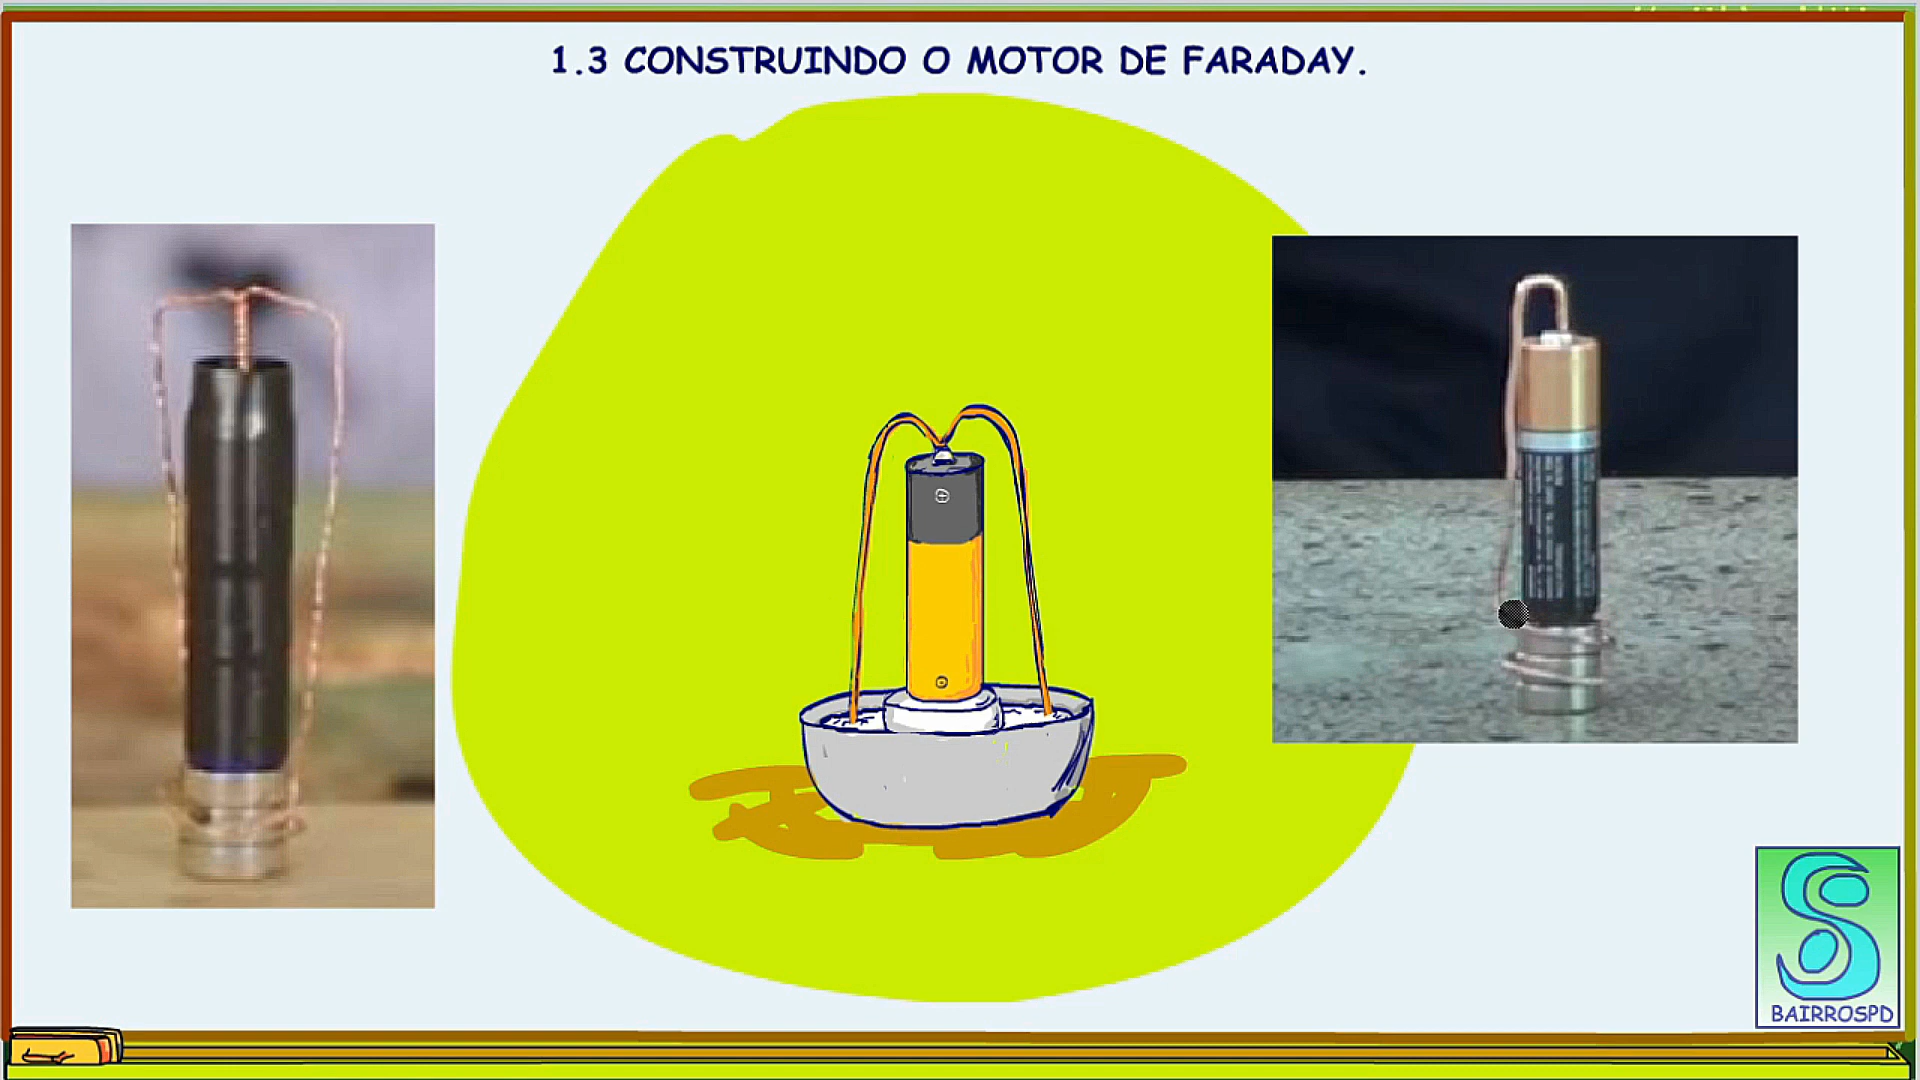 1.3 CONSTRUINDO O MOTOR DE FARADAY.
+
BAIRROSPD